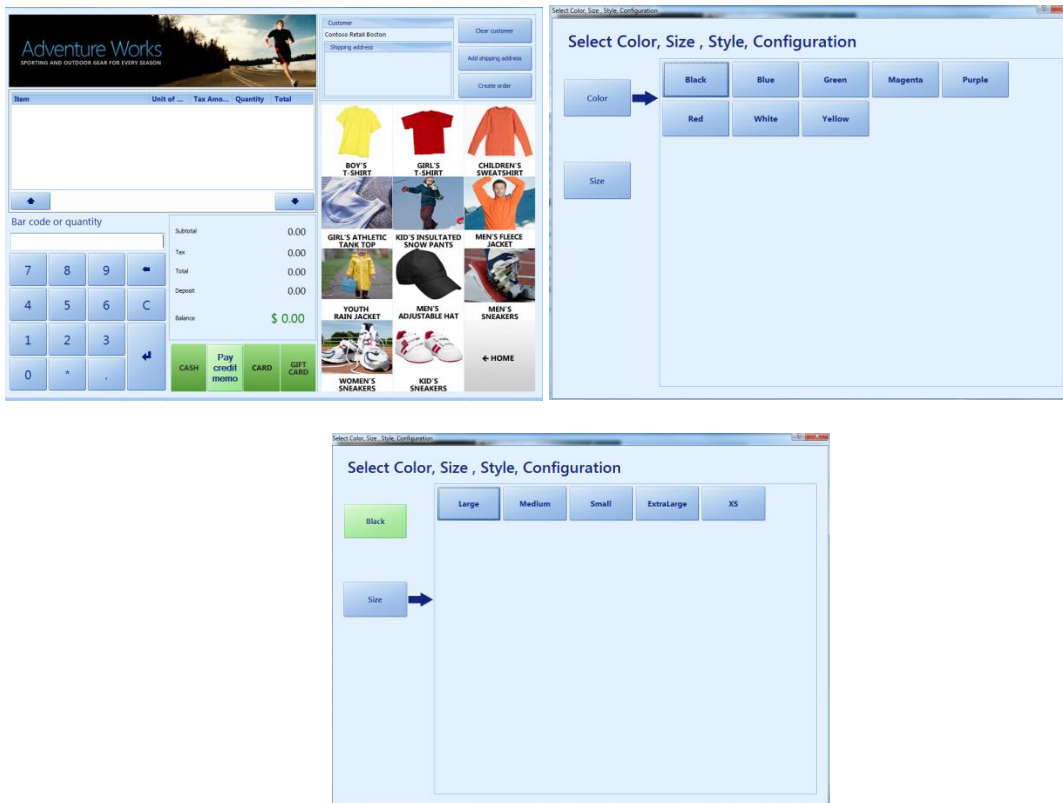 Adventure Works
SPORTING AND OUTDOOR GEAR FOR EVERY SEASON
Customer
Contoso Retail Boston
Shipping address
Clear customer
Add shipping address
Create order
Item Unit of ... Tax Amo... Quantity Total
BOY'S
T-SHIRT
GIRL'S
T-SHIRT
CHILDREN'S
SWEATSHIRT
GIRL'S ATHLETIC
TANK TOP
KID'S INSULTATED
SNOW PANTS
MEN'S FLEECE
JACKET
YOUTH
RAIN JACKET
MEN'S
ADJUSTABLE HAT
MEN'S
SNEAKERS
WOMEN'S
SNEAKERS
KID'S
SNEAKERS
HOME
Bar code or quantity
7 8 9
4 5 6 C
1 2 3
0 * .
Subtotal 0.00
Tax 0.00
Total 0.00
Deposit 0.00
Balance $ 0.00
CASH
Pay
credit
memo
CARD
GIFT
CARD
Select Color, Size , Style, Configuration
Select Color, Size , Style, Configuration
Color
Black Blue Green Magenta Purple
Red White Yellow
Size
Select Color, Size , Style, Configuration
Select Color, Size , Style, Configuration
Black
Large Medium Small ExtraLarge XS
Size